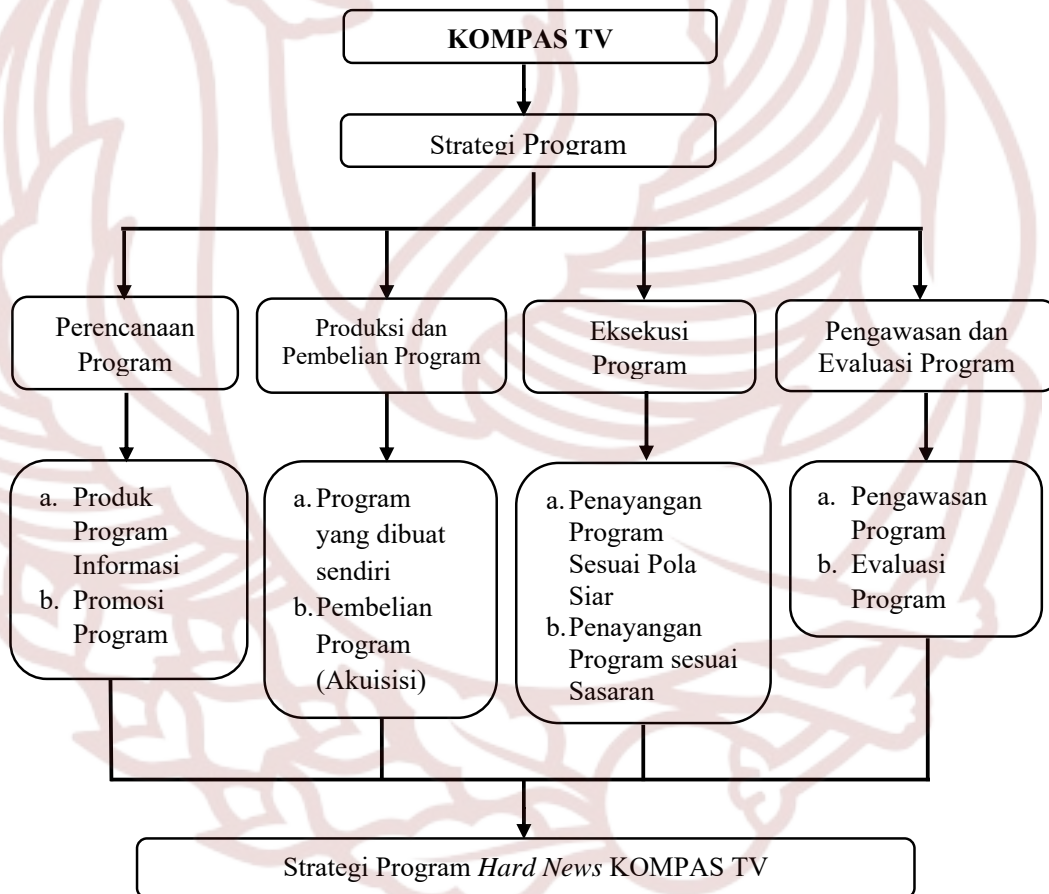 KOMPAS TV
Strategi Program
Perencanaan
Program
Produksi dan
Pembelian Program
Eksekusi
Program
Pengawasan dan
Evaluasi Program
a. Produk
Program
Informasi
b. Promosi
Program
a. Program
yang dibuat
sendiri
b. Pembelian
Program
(Akuisisi)
a. Penayangan
Program
Sesuai Pola
Siar
b. Penayangan
Program sesuai
Sasaran
a. Pengawasan
Program
b. Evaluasi
Program
Strategi Program Hard News KOMPAS TV